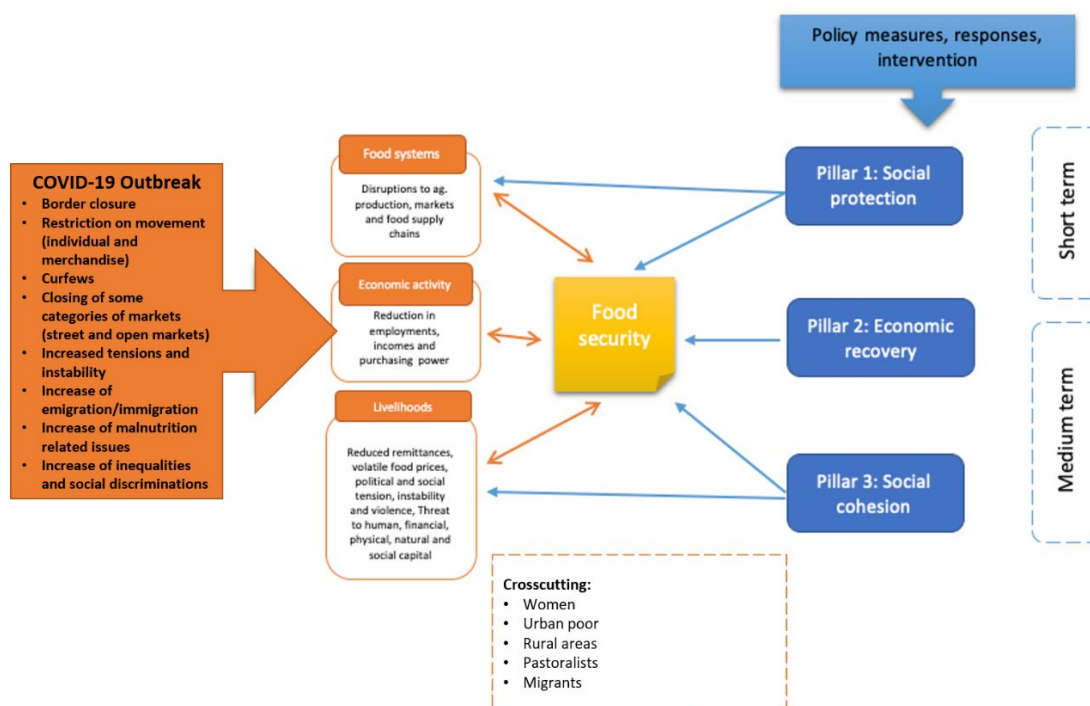 Policy measures, responses,
intervention
COVID-19 Outbreak
• Border closure
• Restriction on movement
(individual and
merchandise)
• Curfews
• Closing of some
categories of markets
(street and open markets)
• Increased tensions and
instability
• Increase of
emigration/immigration
• Increase of malnutrition
related issues
• Increase of inequalities
and social discriminations
Food systems
Disruptions to ag.
production, markets
and food supply
chains
Economic activity
Reduction in
employments,
incomes and
purchasing power
Livelihoods
Reduced remittances,
volatile food prices,
political and social
tension, instability
and violence, Threat
to human, financial,
physical, natural and
social capital
Food
security
Pillar 1: Social
protection
Pillar 2: Economic
recovery
Pillar 3: Social
cohesion
Short term
Medium term
Crosscutting:
• Women
• Urban poor
• Rural areas
• Pastoralists
• Migrants